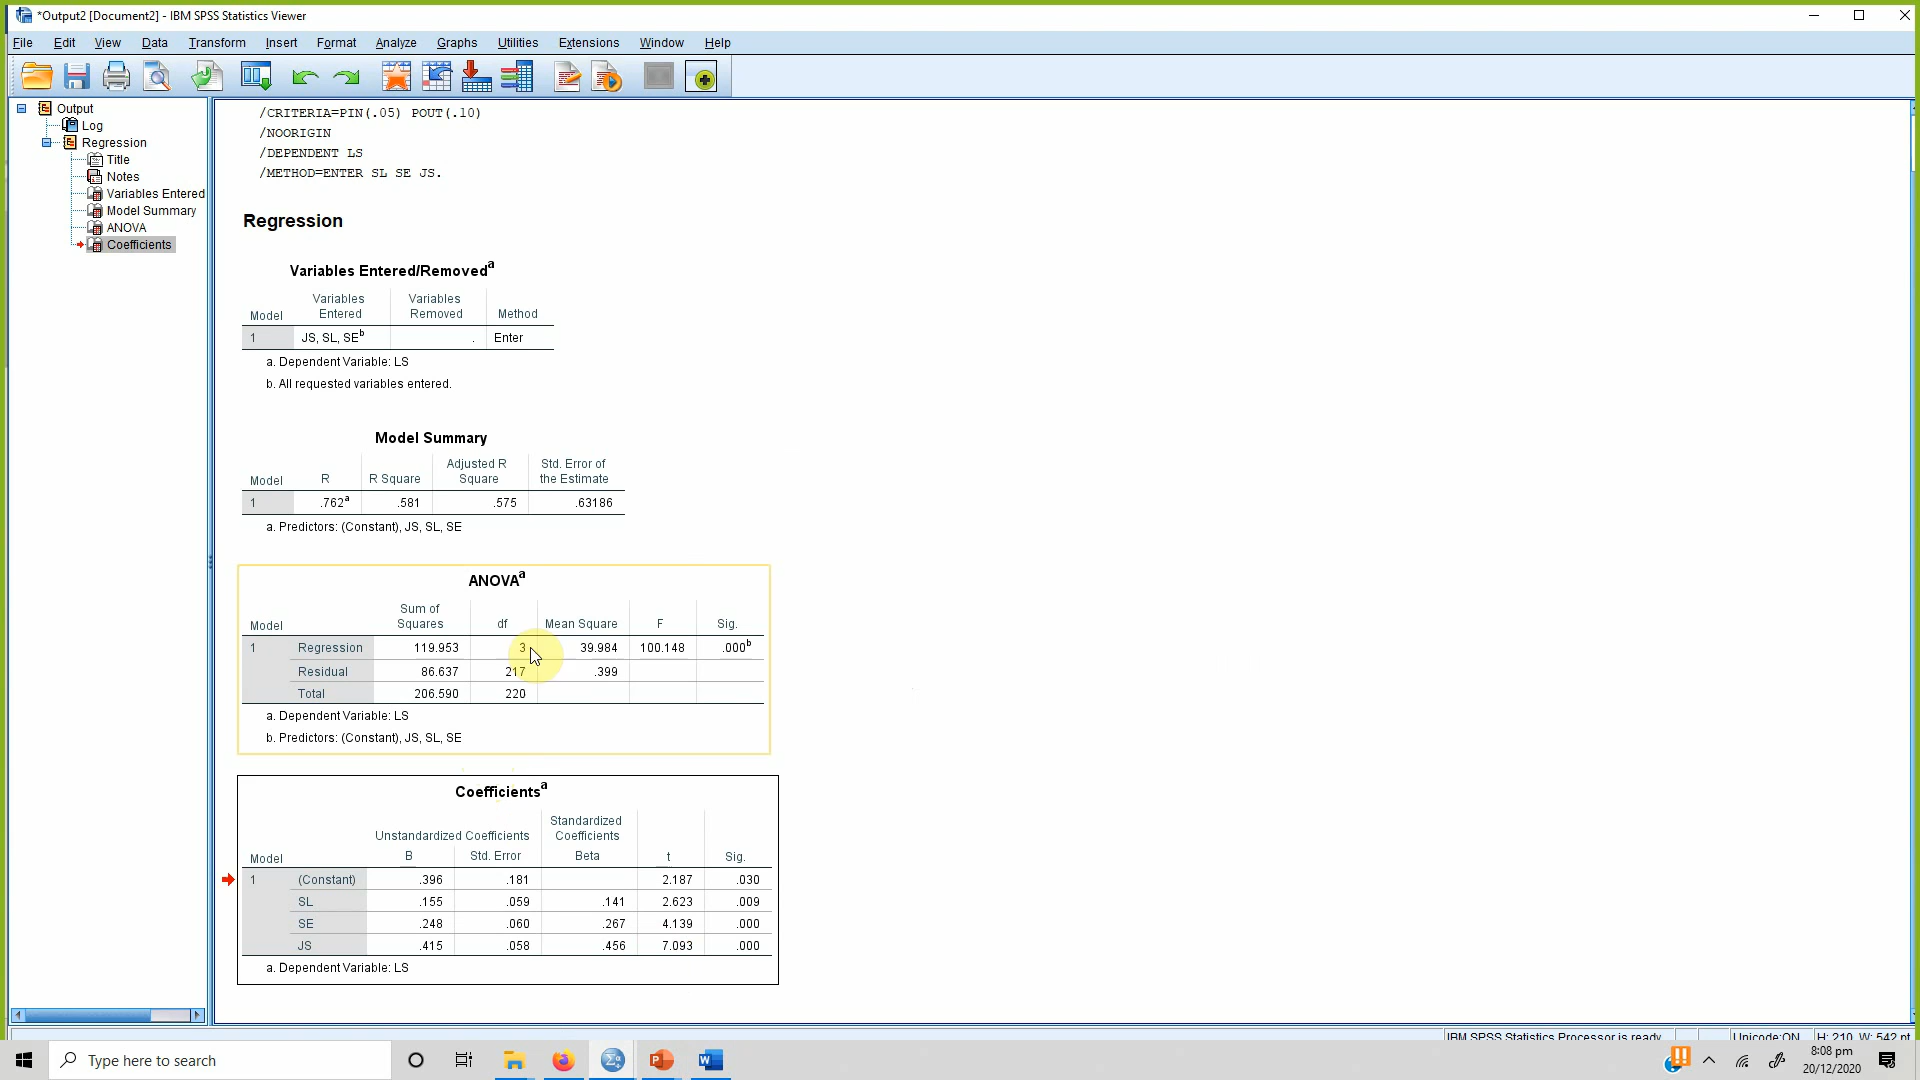 *Output2 [Document2] - IBM SPSS Statistics Viewer
File Edit View Data Transform Insert Format Analyze Graphs Utilities Extensions Window Help
Output
Log
Regression
Title
Notes
Variables Entered
Model Summary
ANOVA
Coefficients
/CRITERIA=PIN(.05) POUT(.10)
/NOORIGIN
/DEPENDENT LS
/METHOD=ENTER SL SE JS.
Regression
Variables Entered/Removeda
Model Variables Entered Variables Removed Method
1 JS, SL, SEb . Enter
a. Dependent Variable: LS
b. All requested variables entered.
Model Summary
Model R R Square Adjusted R Square Std. Error of the Estimate
1 .762a .581 .575 .63186
a. Predictors: (Constant), JS, SL, SE
ANOVAa
Model Sum of Squares df Mean Square F Sig.
1 Regression 119.953 3 39.984 100.148 .000b
Residual 86.637 217 .399
Total 206.590 220
a. Dependent Variable: LS
b. Predictors: (Constant), JS, SL, SE
Coefficientsa
Unstandardized Coefficients Standardized Coefficients
Model B Std. Error Beta t Sig.
1 (Constant) .396 .181 2.187 .030
SL .155 .059 .141 2.623 .009
SE .248 .060 .267 4.139 .000
JS .415 .058 .456 7.093 .000
a. Dependent Variable: LS
IBM SPSS Statistics Processor is ready Unicode:ON H: 210, W: 542 pt
Type here to search
8:08 pm
20/12/2020